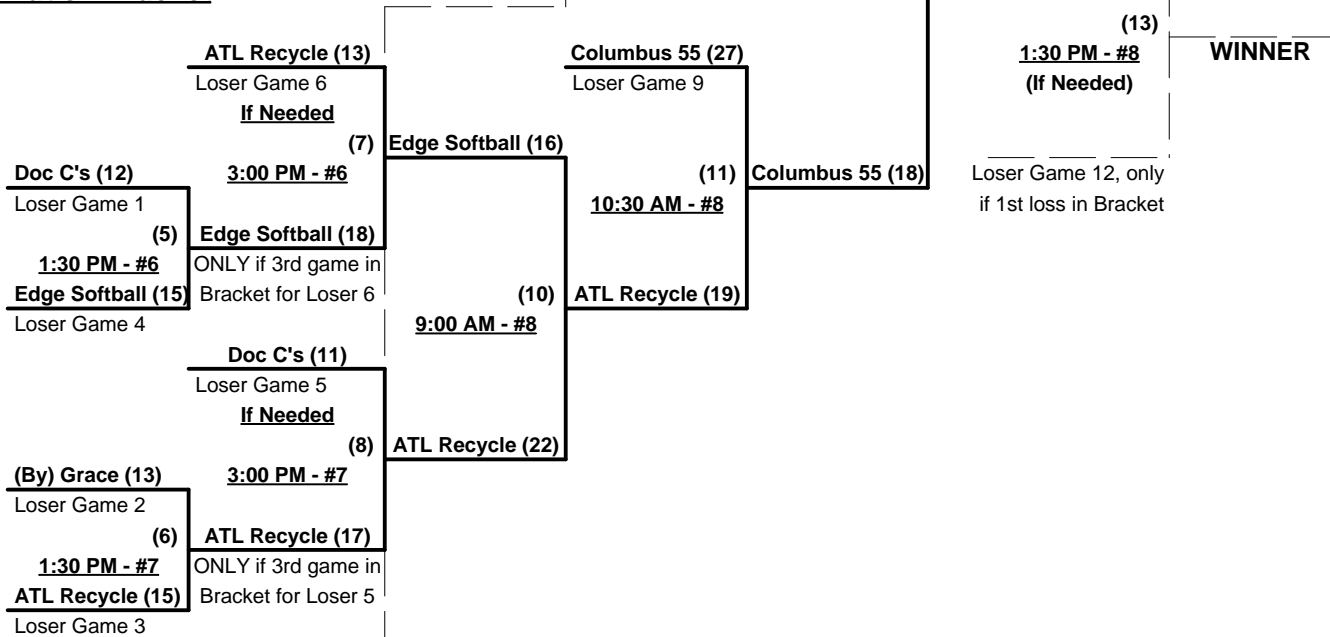 (13)
ATL Recycle (13)
Columbus 55 (27)
1:30 PM - #8
WINNER
Loser Game 6
Loser Game 9
(If Needed)
If Needed
(7)
Edge Softball (16)
Doc C's (12)
3:00 PM - #6
(11)
Columbus 55 (18)
Loser Game 12, only
Loser Game 1
10:30 AM - #8
if 1st loss in Bracket
(5)
Edge Softball (18)
1:30 PM - #6
ONLY if 3rd game in
Edge Softball (15)
Bracket for Loser 6
(10)
ATL Recycle (19)
Loser Game 4
9:00 AM - #8
Doc C's (11)
Loser Game 5
If Needed
(8)
ATL Recycle (22)
(By) Grace (13)
3:00 PM - #7
Loser Game 2
(6)
ATL Recycle (17)
1:30 PM - #7
ONLY if 3rd game in
ATL Recycle (15)
Bracket for Loser 5
Loser Game 3